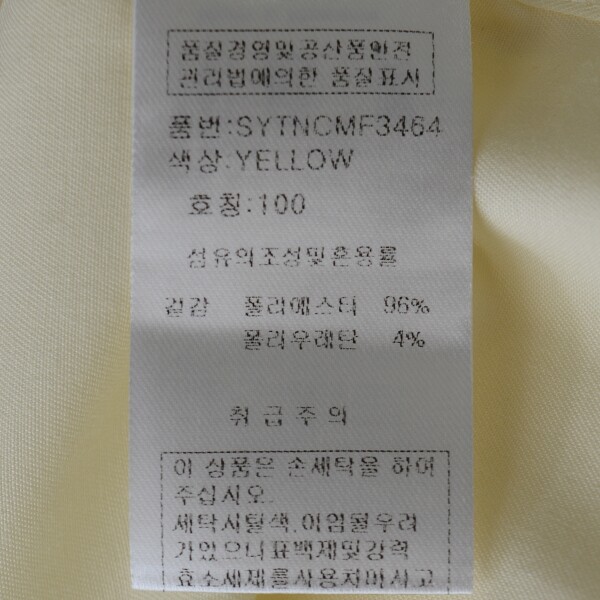 품질경영및공산품안전
관리법에의한 품질표시
품번:SYTNCMF3464
색상:YELLOW
호칭:100
섬유의조성및혼용률
겉감 폴리에스터 96%
폴리우레탄 4%
취급주의
이 상품은 손세탁을 하여
주십시오.
세탁시탈색.이염될우려
가있으니표백제및강력
효소세제를사용치마시고